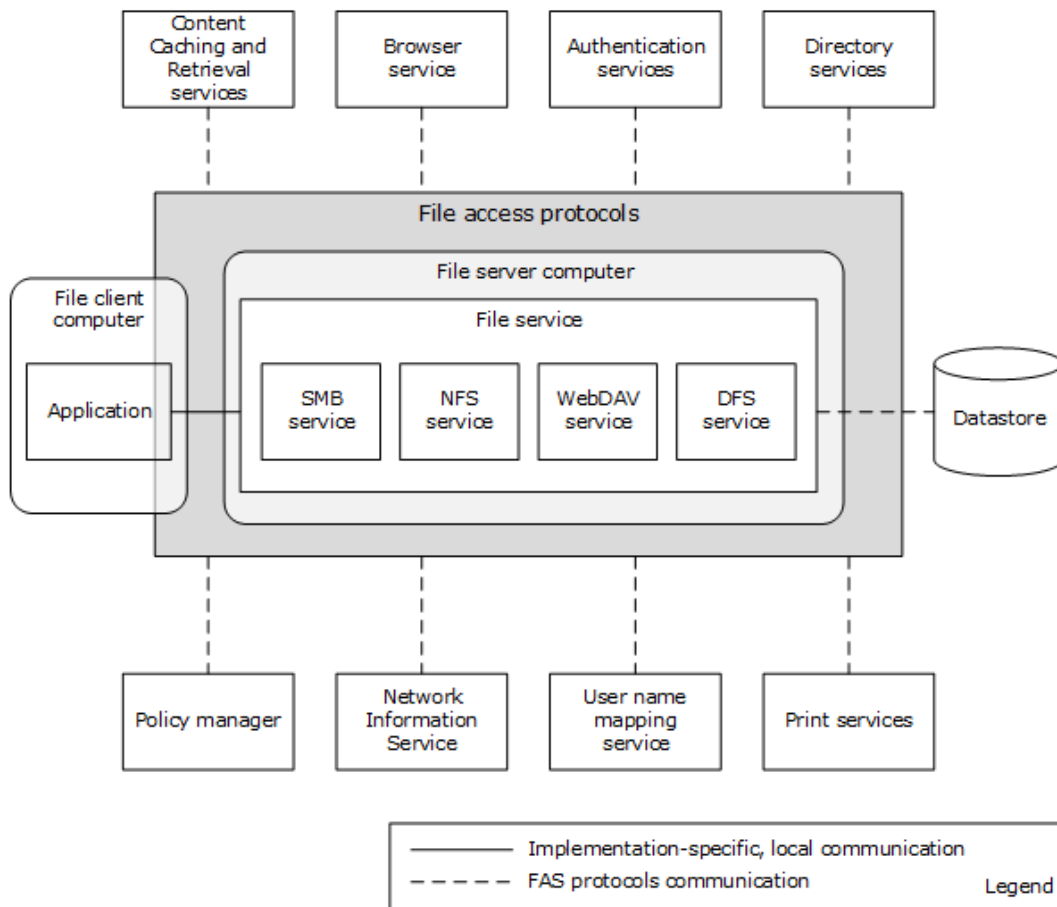 Content
Caching and
Retrieval
services
Browser
service
Authentication
services
Directory
services
File access protocols
File server computer
File client
computer
File service
Application
SMB
service
NFS
service
WebDAV
service
DFS
service
Datastore
Policy manager
Network
Information
Service
User name
mapping
service
Print services
Implementation-specific, local communication
FAS protocols communication
Legend